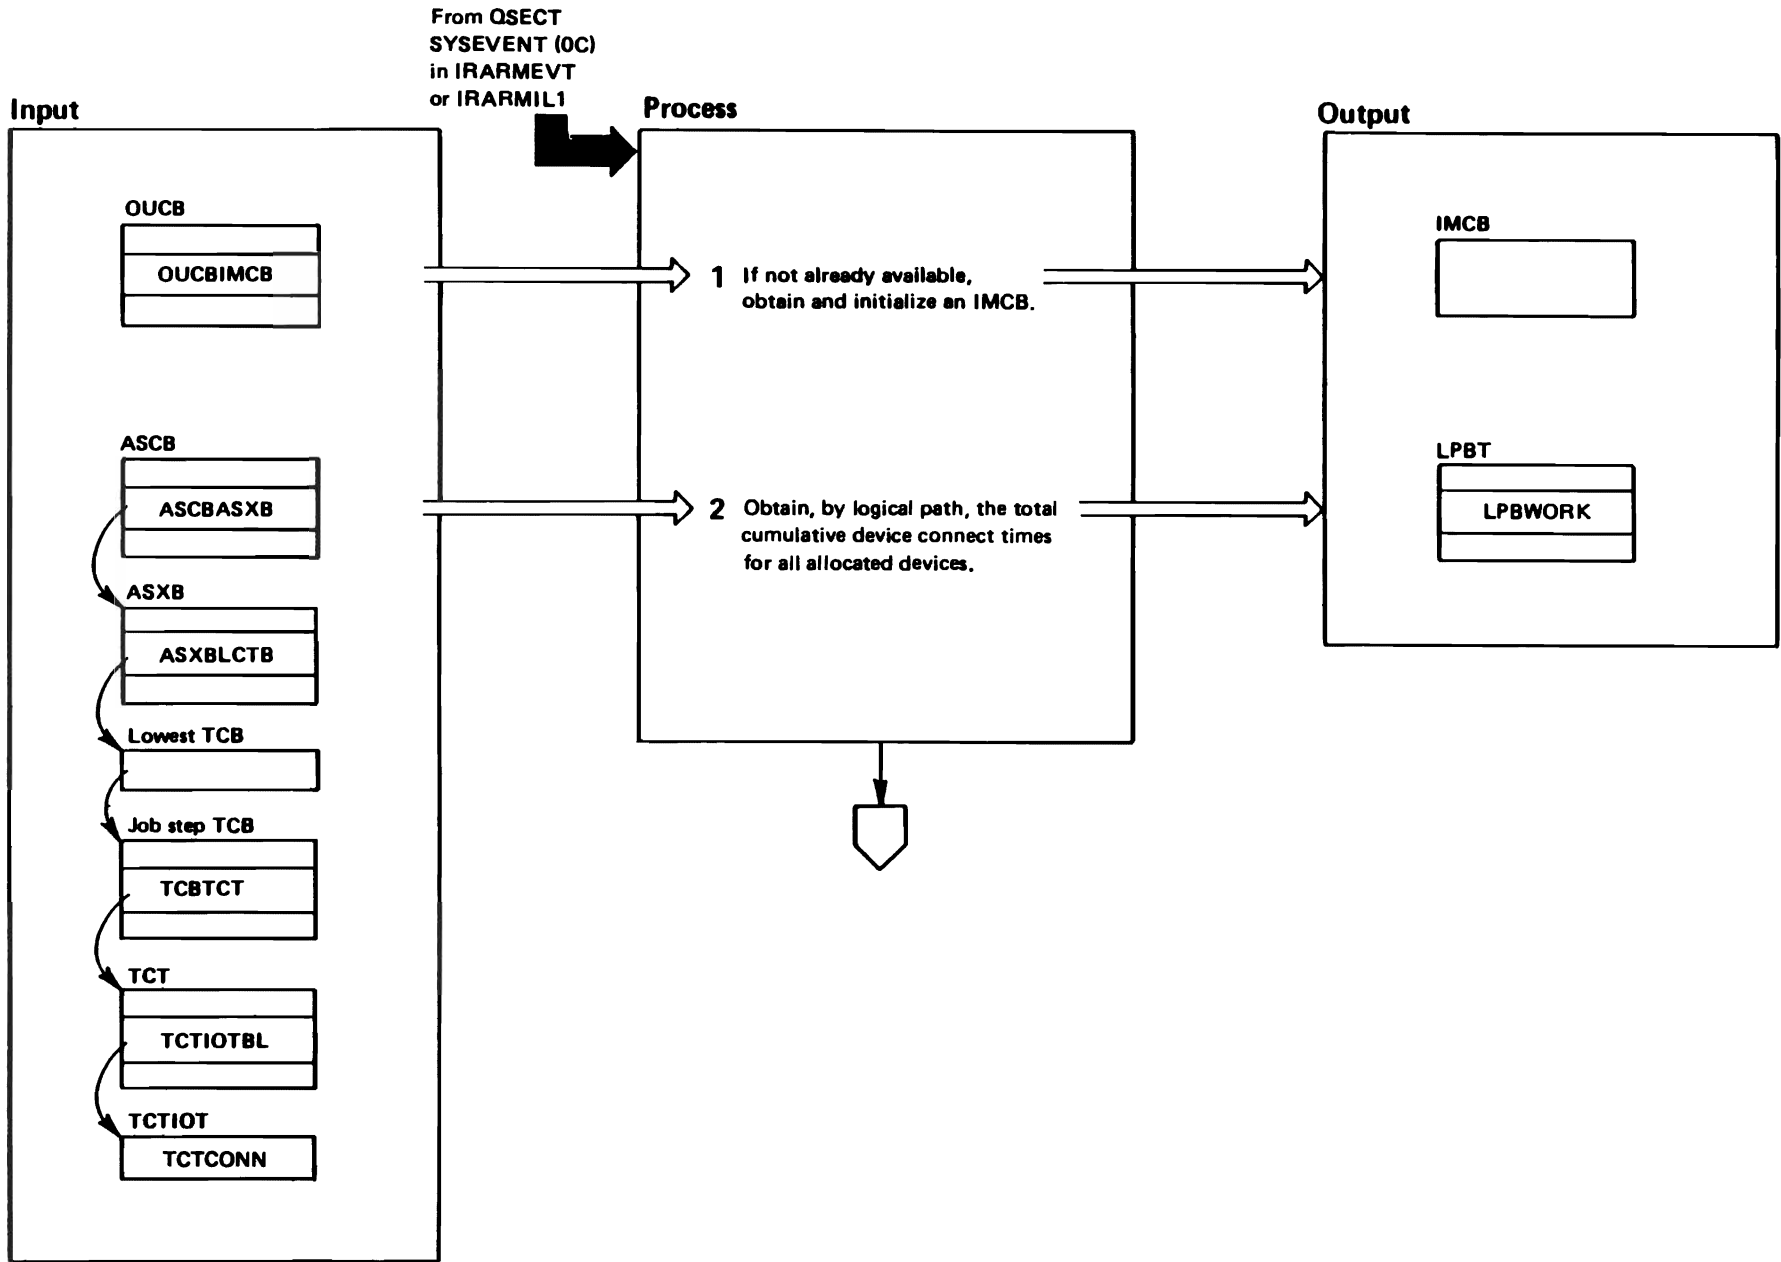 From QSECT
SYSEVENT (0C)
in IRARMEVT
or IRARMIL1
Input
Process
Output
OUCB
OUCBIMCB
1 If not already available,
obtain and initialize an IMCB.
IMCB
ASCB
ASCBASXB
2 Obtain, by logical path, the total
cumulative device connect times
for all allocated devices.
LPBT
LPBWORK
ASXB
ASXBLCTB
Lowest TCB
Job step TCB
TCBTCT
TCT
TCTIOTBL
TCTIOT
TCTCONN